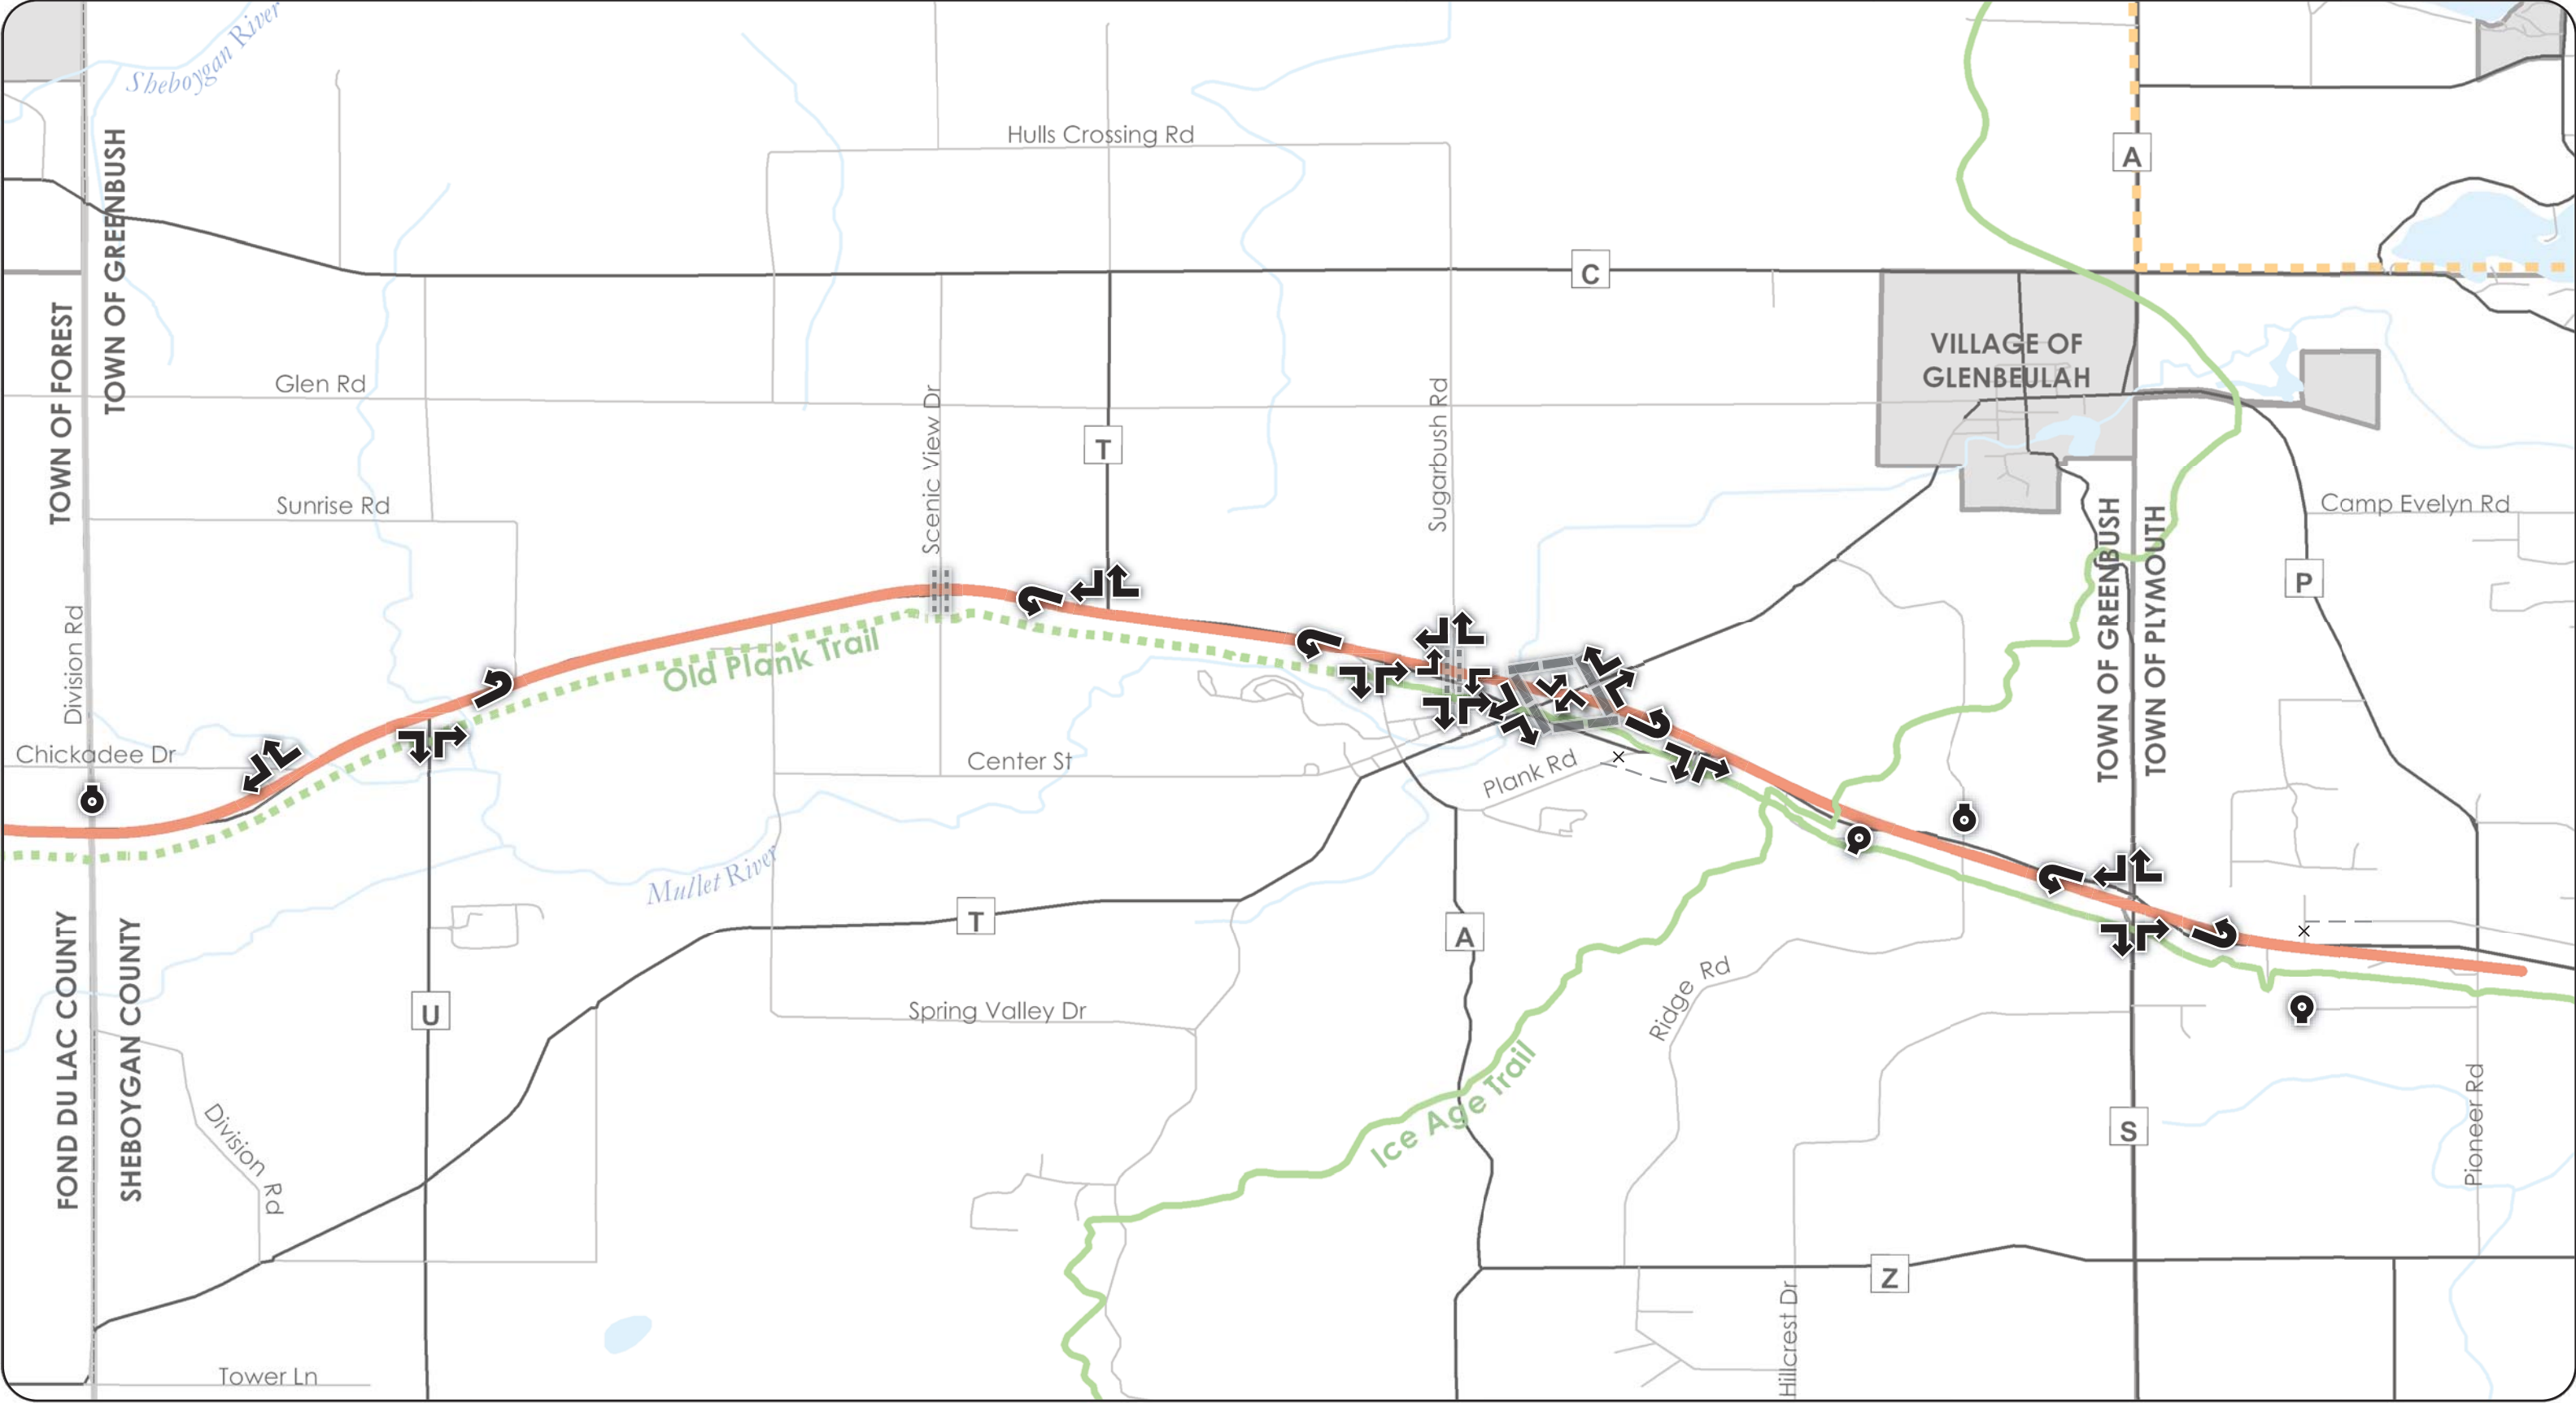 Sheboygan River
TOWN OF GREENBUSH
TOWN OF FOREST
Hulls Crossing Rd
A
C
VILLAGE OF
GLENBEULAH
Glen Rd
Scenic View Dr
T
Sugarbush Rd
Sunrise Rd
Camp Evelyn Rd
TOWN OF GREENBUSH
TOWN OF PLYMOUTH
P
Division Rd
Old Plank Trail
Chickadee Dr
Center St
Plank Rd
Mullet River
T
A
FOND DU LAC COUNTY
SHEBOYGAN COUNTY
U
Spring Valley Dr
Ridge Rd
Ice Age Trail
Division Rd
S
Pioneer Rd
Z
Hillcrest Dr
Tower Ln